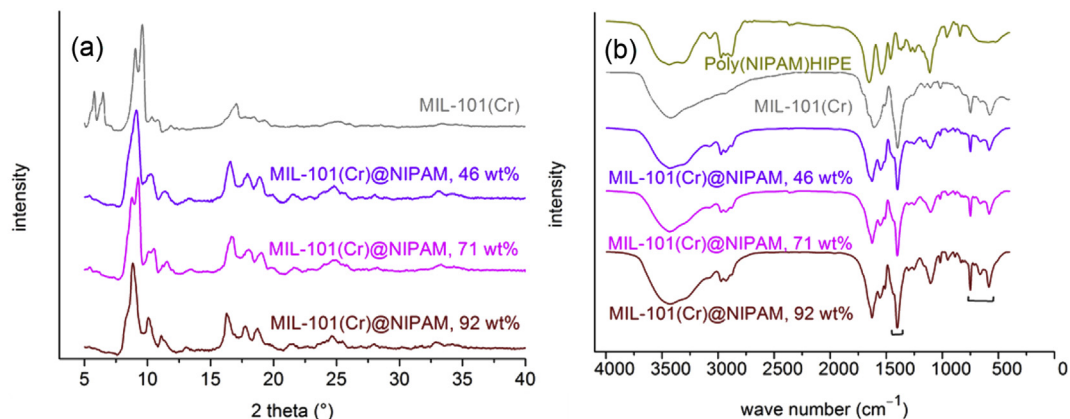 (a)
MIL-101(Cr)
MIL-101(Cr)@NIPAM, 46 wt%
MIL-101(Cr)@NIPAM, 71 wt%
MIL-101(Cr)@NIPAM, 92 wt%
intensity
5 10 15 20 25 30 35 40
2 theta (°)
(b)
Poly(NIPAM)HIPE
MIL-101(Cr)
MIL-101(Cr)@NIPAM, 46 wt%
MIL-101(Cr)@NIPAM, 71 wt%
MIL-101(Cr)@NIPAM, 92 wt%
intensity
4000 3500 3000 2500 2000 1500 1000 500 0
wave number (cm⁻¹)